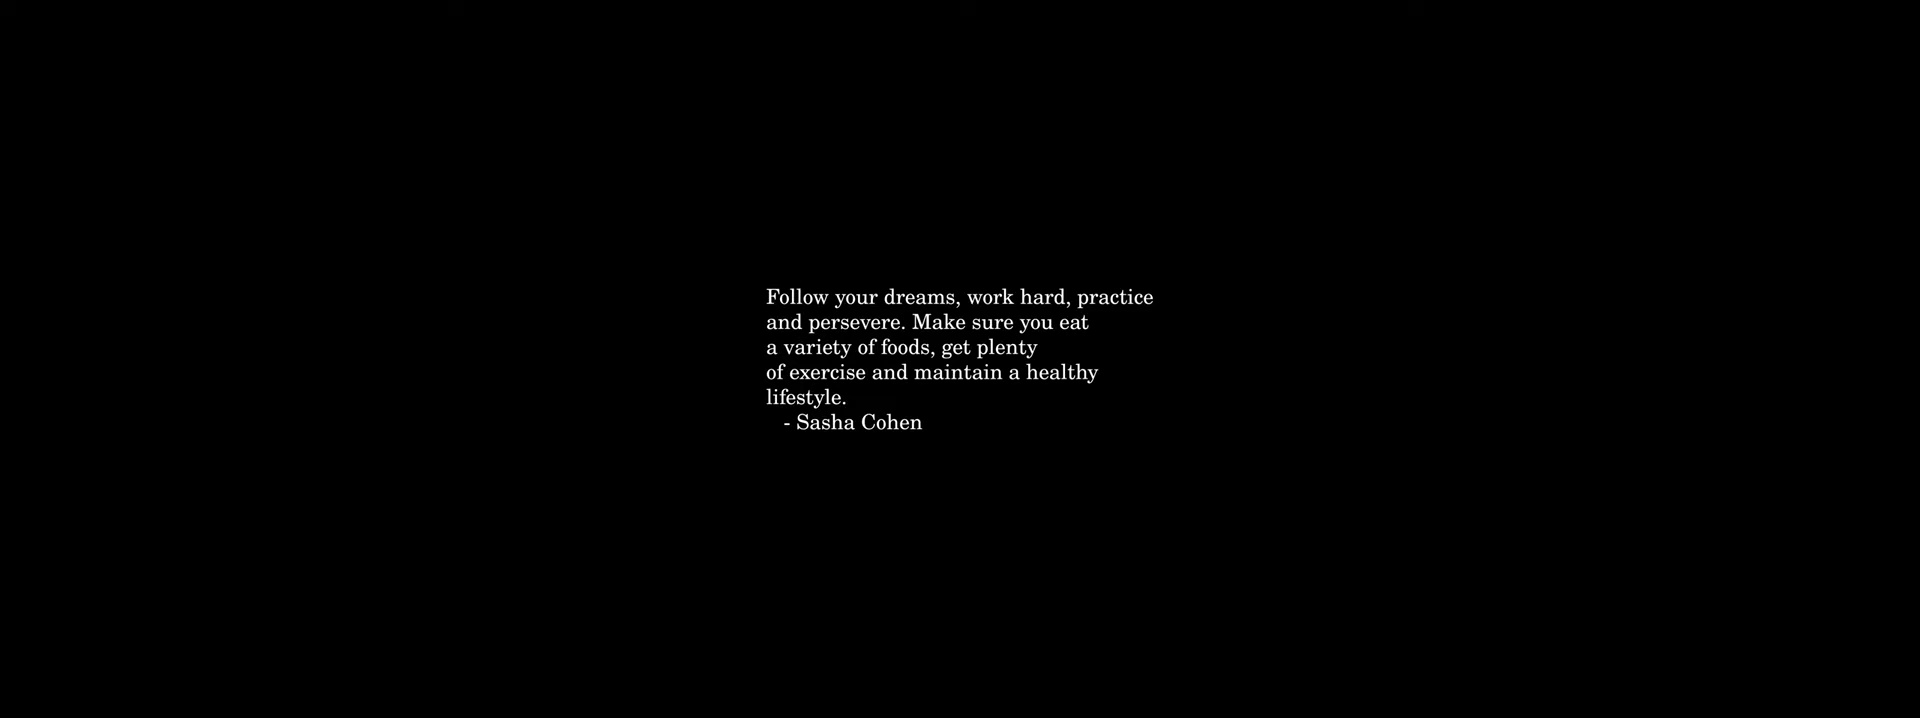 Follow your dreams, work hard, practice
and persevere. Make sure you eat
a variety of foods, get plenty
of exercise and maintain a healthy
lifestyle.
- Sasha Cohen